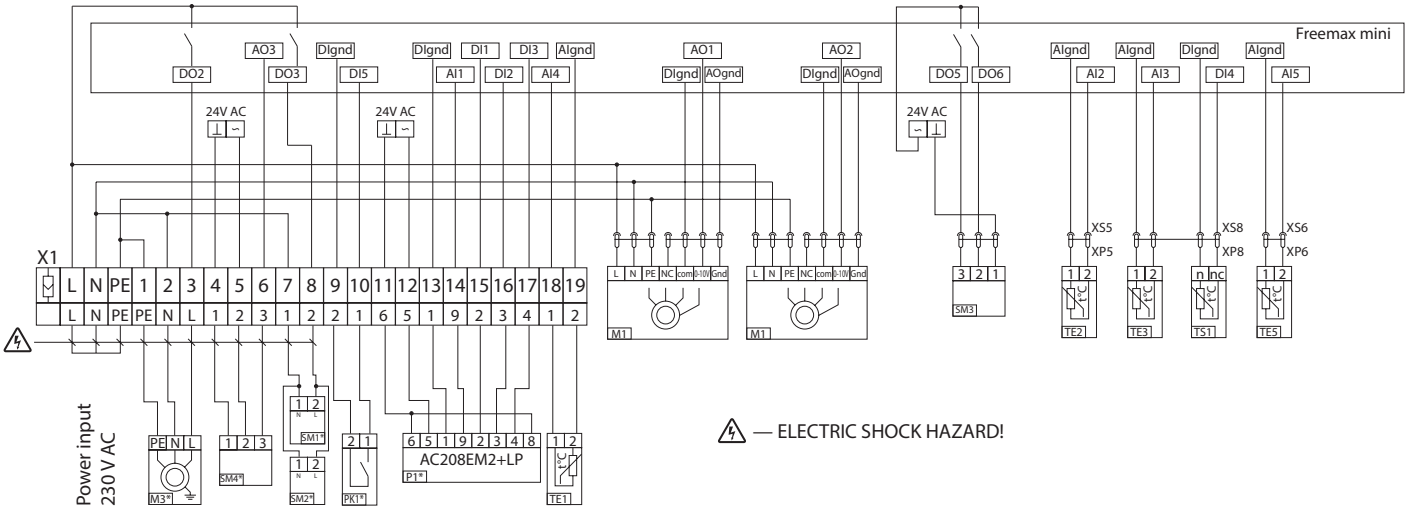 Freemax mini
AO3 DIgnd DIgnd DI1 DI3 AIgnd AO1 AO2 AIgnd AIgnd DIgnd AIgnd
DO2 DO3 DI5 AI1 DI2 AI4 DIgnd AOgnd DIgnd AOgnd DO5 DO6 AI2 AI3 DI4 AI5
24V AC 24V AC 24V AC
⊥ ~ ⊥ ~ ~ ⊥
XS5 XS8 XS6
XP5 XP8 XP6
X1
L N PE 1 2 3 4 5 6 7 8 9 10 11 12 13 14 15 16 17 18 19
L N PE PE N L 1 2 3 1 2 2 1 6 5 1 9 2 3 4 1 2
L N PE NC com 0-10V Gnd
M1
L N PE NC com 0-10V Gnd
M1
3 2 1
SM3
1 2
t°C
TE2
1 2
t°C
TE3
n nc
t°C
TS1
1 2
t°C
TE5
Power input
230 V AC
PE N L
M3*
1 2 3
SM4*
1 2
N L
SM1*
1 2
N L
SM2*
2 1
PK1*
6 5 1 9 2 3 4 8
AC208EM2+LP
P1*
1 2
t°C
TE1
— ELECTRIC SHOCK HAZARD!